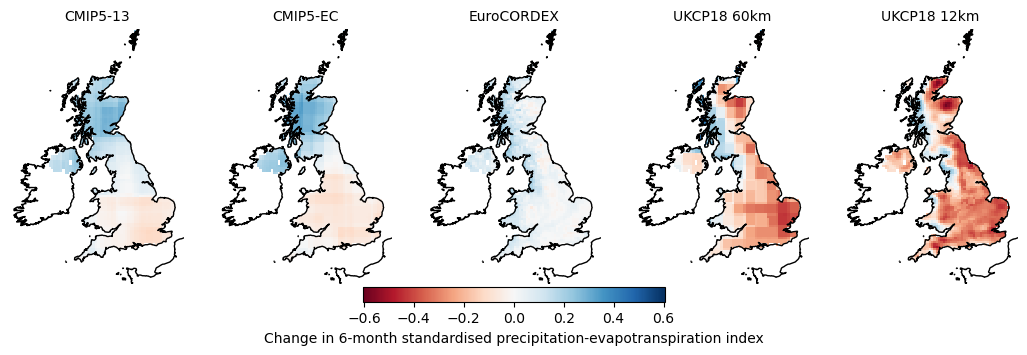 CMIP5-13 CMIP5-EC EuroCORDEX UKCP18 60km UKCP18 12km
−0.6 −0.4 −0.2 0.0 0.2 0.4 0.6
Change in 6-month standardised precipitation-evapotranspiration index